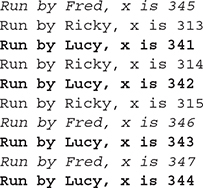 Run by Fred, x is 345
Run by Ricky, x is 313
Run by Lucy, x is 341
Run by Ricky, x is 314
Run by Lucy, x is 342
Run by Ricky, x is 315
Run by Fred, x is 346
Run by Lucy, x is 343
Run by Fred, x is 347
Run by Lucy, x is 344